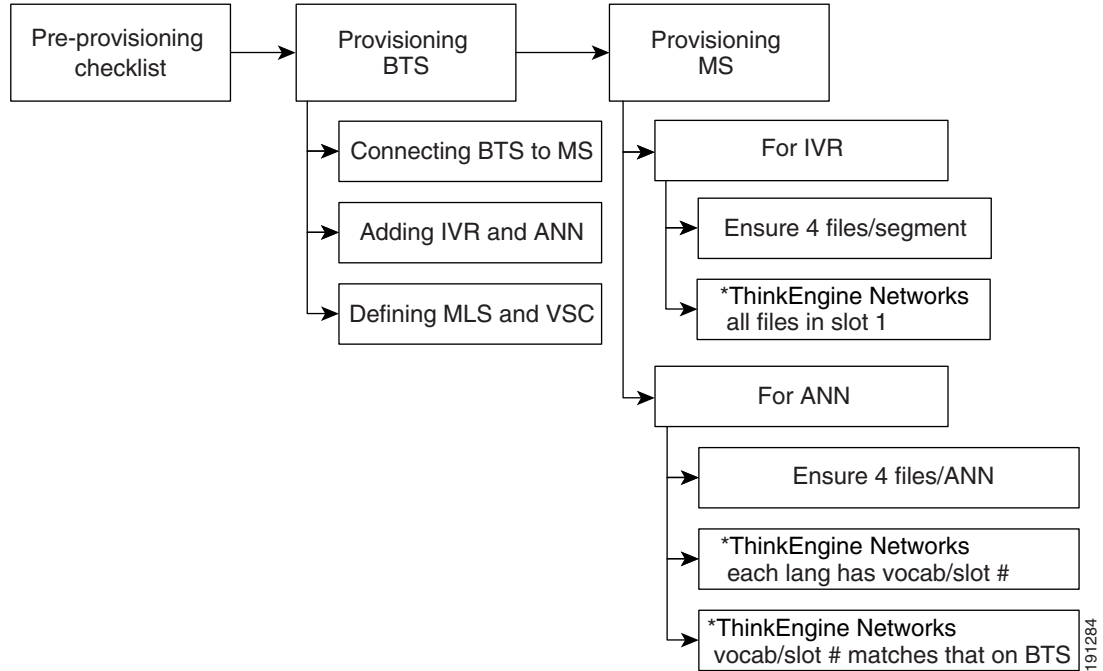 Pre-provisioning
checklist
Provisioning
BTS
Provisioning
MS
Connecting BTS to MS
Adding IVR and ANN
Defining MLS and VSC
For IVR
Ensure 4 files/segment
*ThinkEngine Networks
all files in slot 1
For ANN
Ensure 4 files/ANN
*ThinkEngine Networks
each lang has vocab/slot #
*ThinkEngine Networks
vocab/slot # matches that on BTS
191284